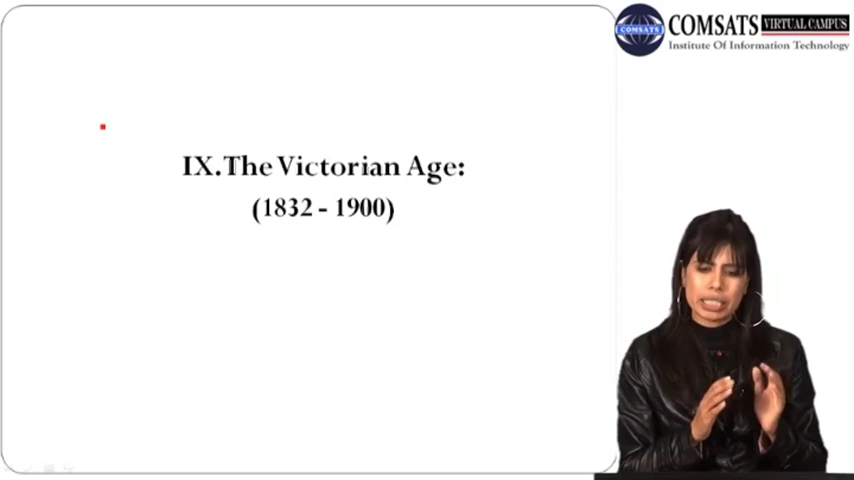 COMSATS VIRTUAL CAMPUS
Institute Of Information Technology
COMSATS
IX.The Victorian Age:
(1832 - 1900)